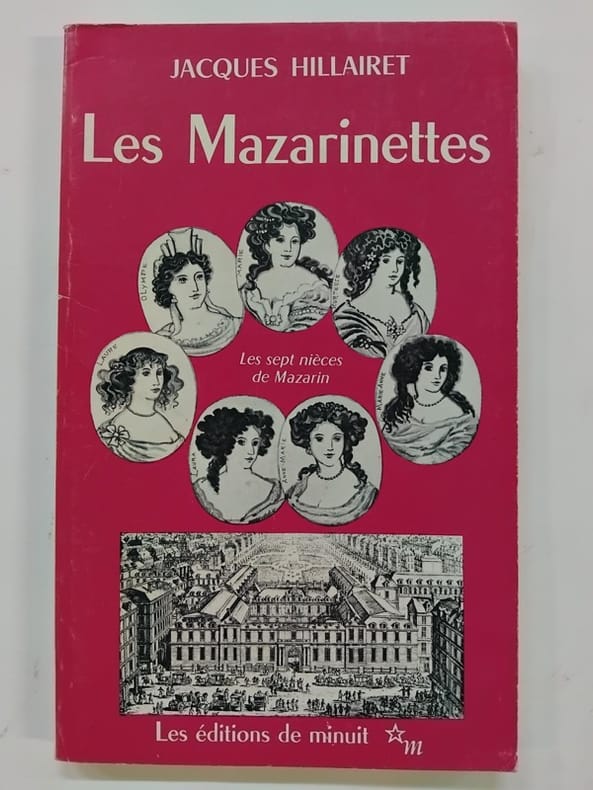 JACQUES HILLAIRET
Les Mazarinettes
OLYMPE
MARIE
HORTENSE
LAURE
Les sept nièces
de Mazarin
MARIE-ANNE
LAURA
ANNE-MARIE
Les éditions de minuit
m